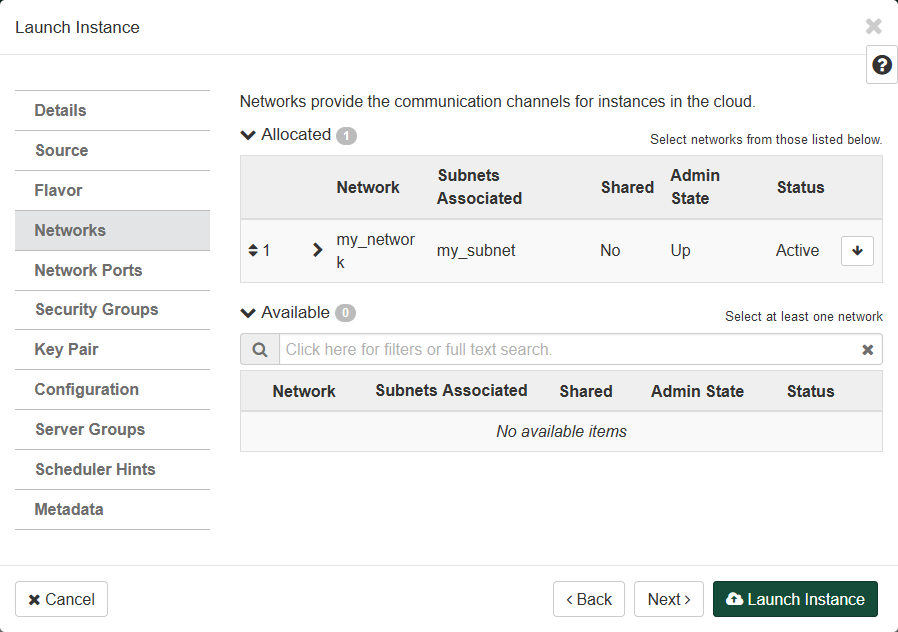 Launch Instance
Details
Source
Flavor
Networks
Network Ports
Security Groups
Key Pair
Configuration
Server Groups
Scheduler Hints
Metadata
Networks provide the communication channels for instances in the cloud.
Allocated 1
Select networks from those listed below.
Network Subnets Associated Shared Admin State Status
1 my_networ
k my_subnet No Up Active
Available 0
Select at least one network
Click here for filters or full text search.
Network Subnets Associated Shared Admin State Status
No available items
Cancel
Back
Next
Launch Instance